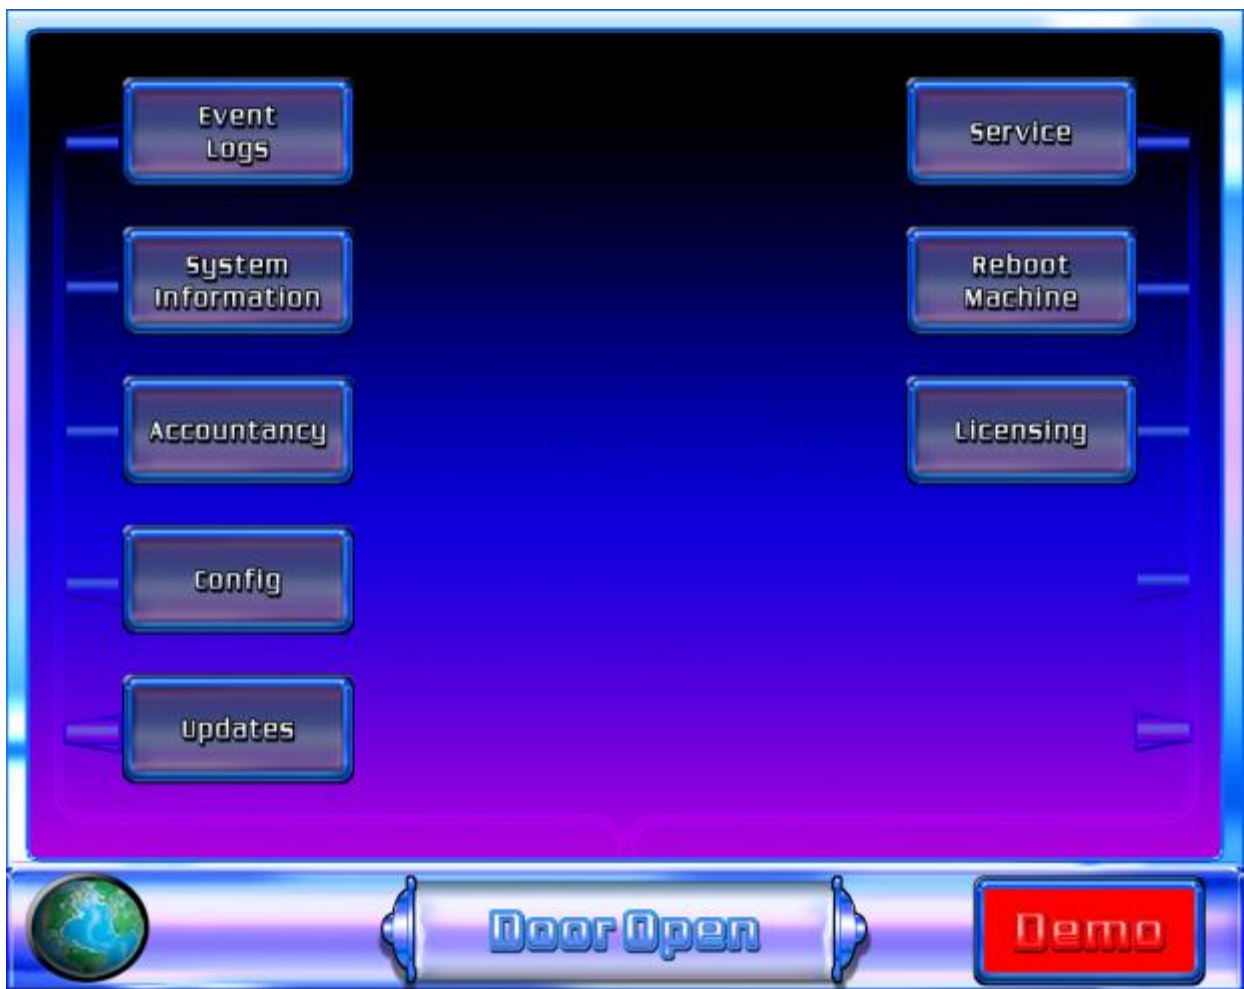 Event
Logs
System
Information
Accountancy
Config
Updates
Service
Reboot
Machine
Licensing
Door Open
Demo